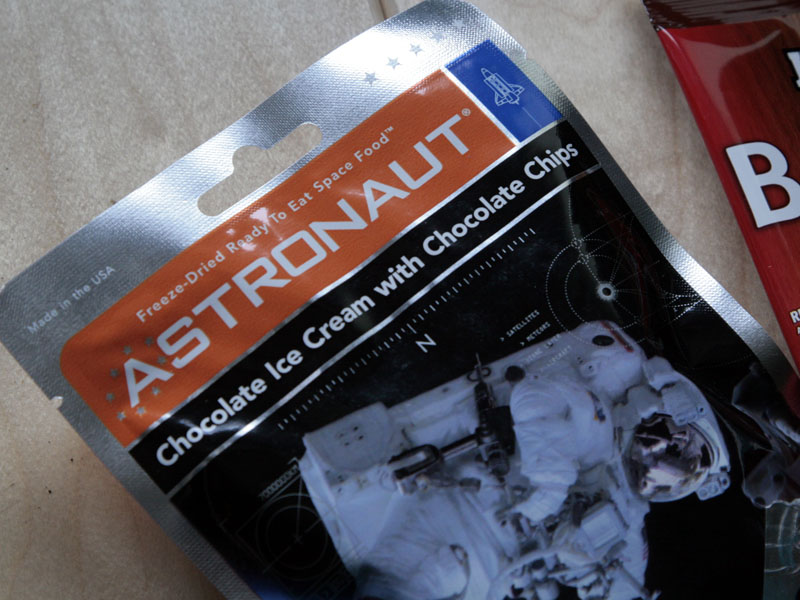 Made in the USA
Freeze-Dried Ready To Eat Space Food™
ASTRONAUT®
Chocolate Ice Cream with Chocolate Chips
N
> SATELLITES
> METEORS
B